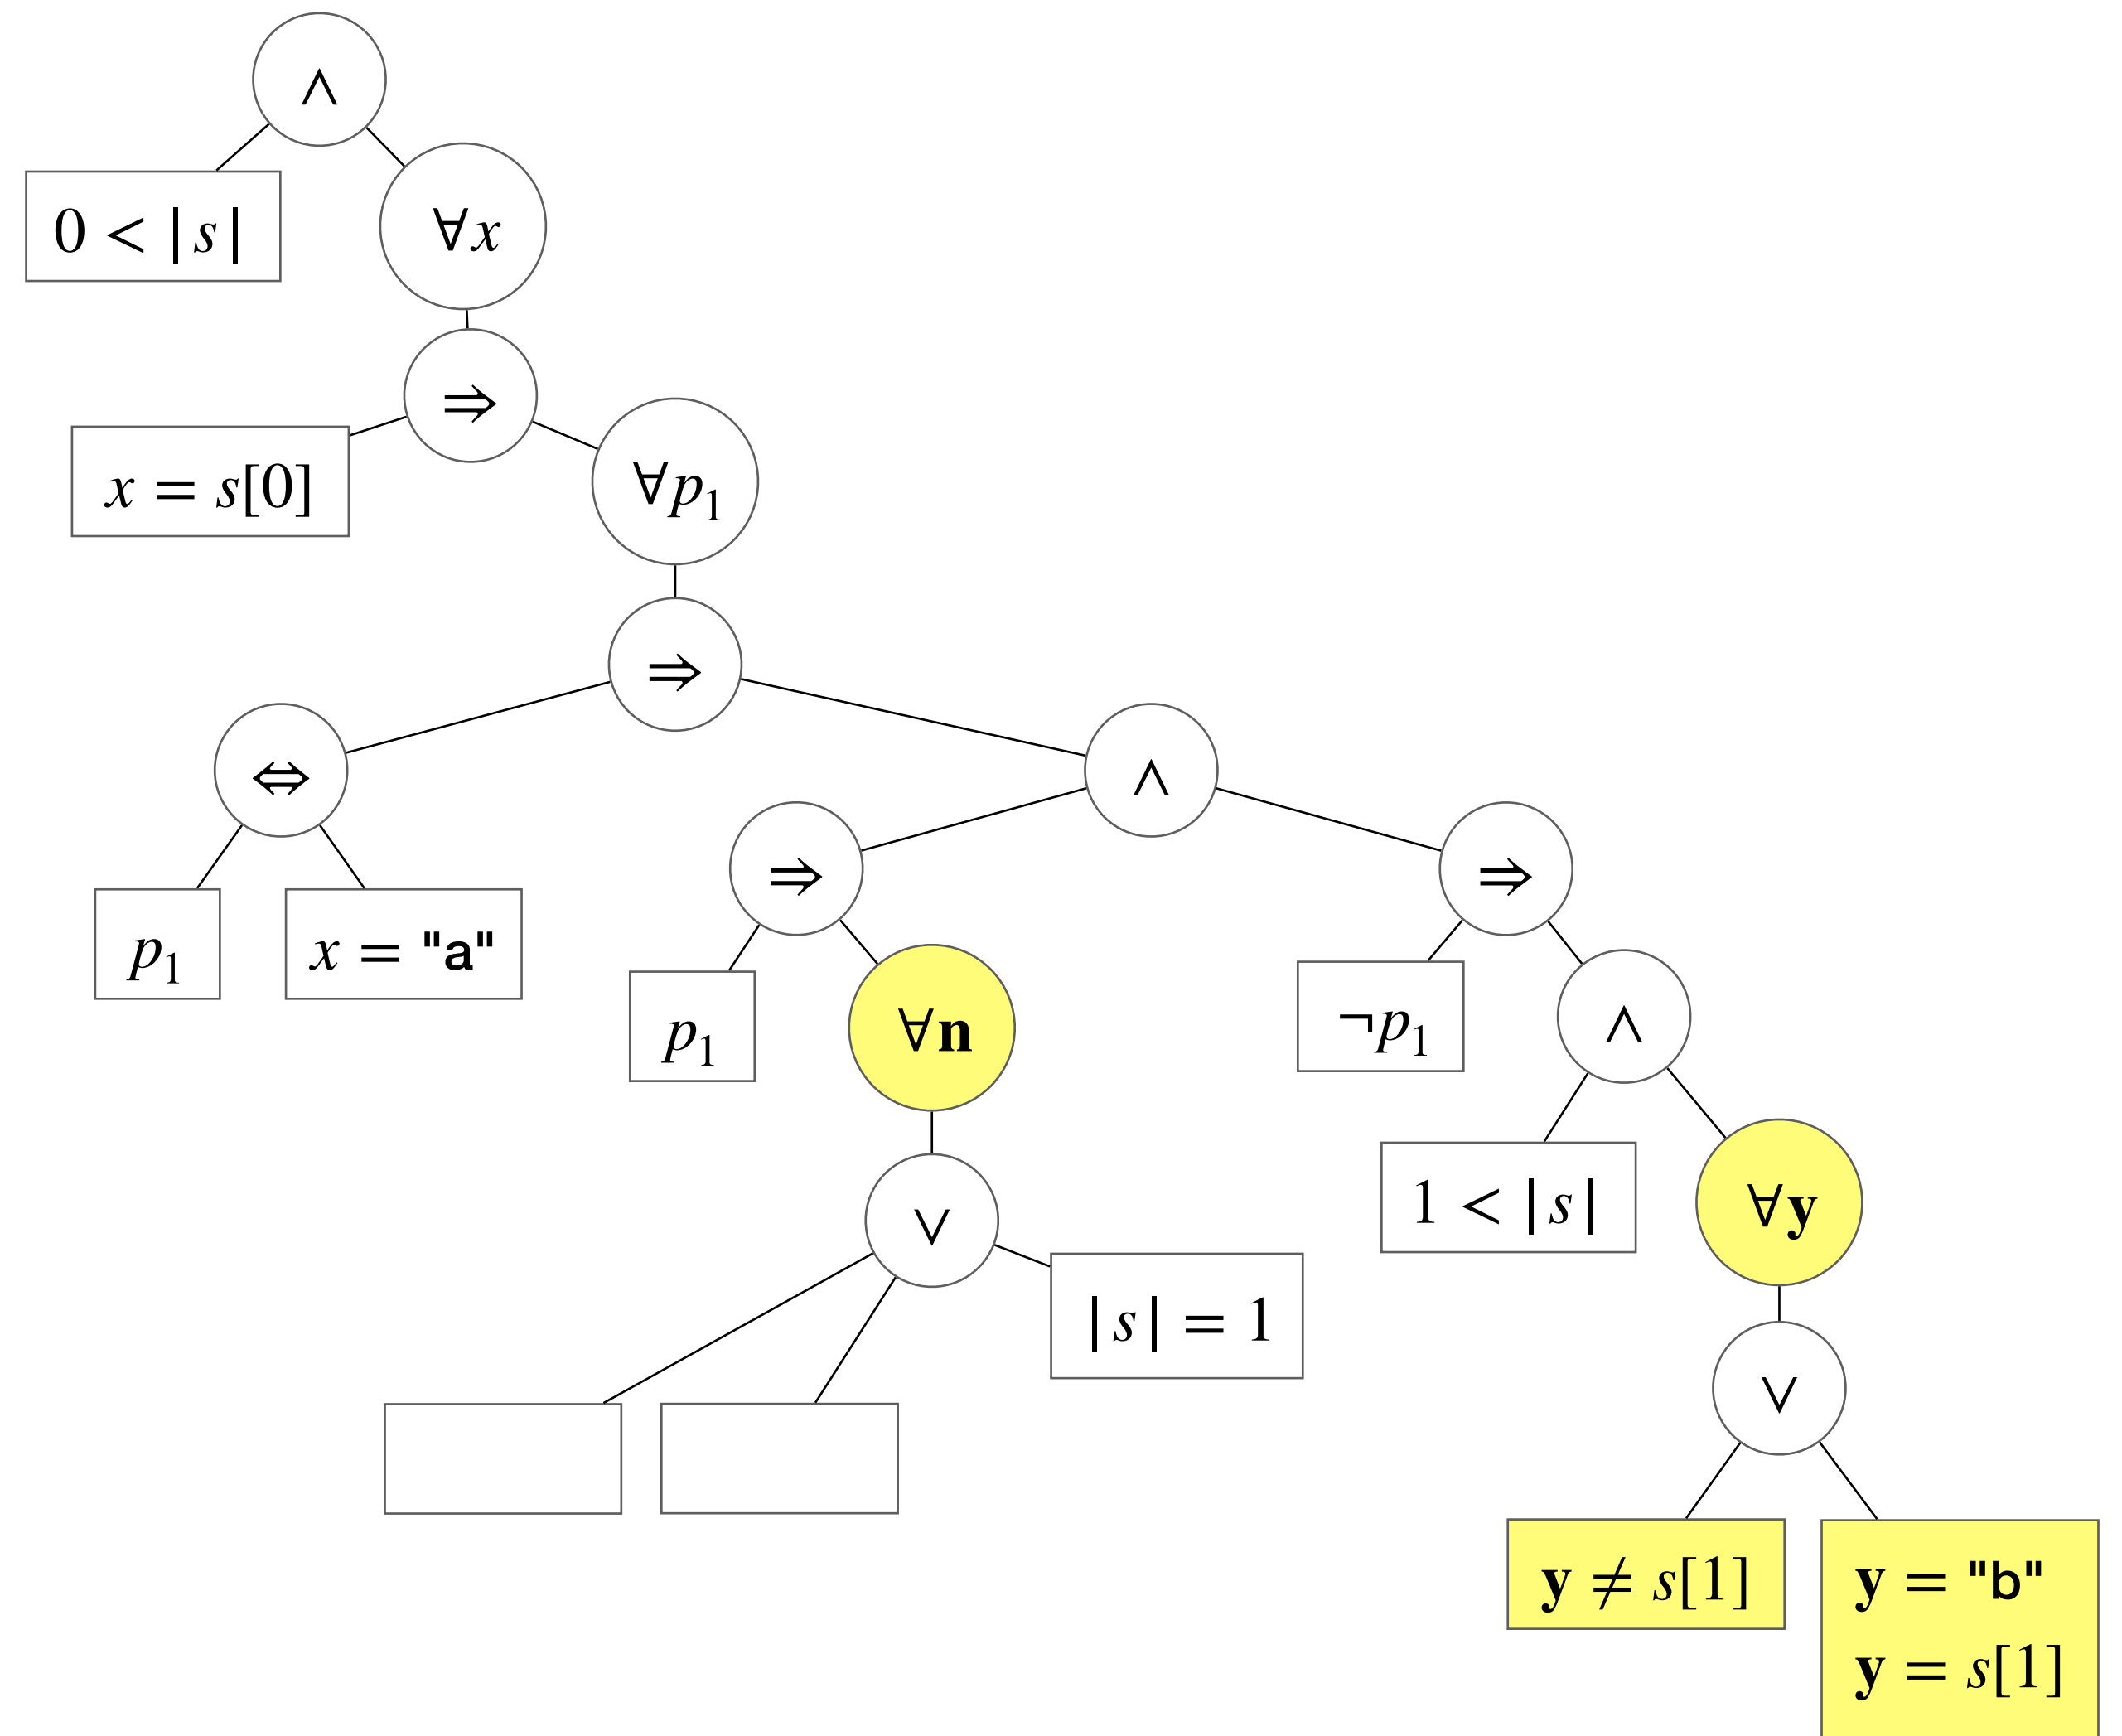 ∧
0 < |s|
∀x
⇒
x = s[0]
∀p₁
⇒
⇔
∧
p₁
x = "a"
⇒
⇒
p₁
∀n
¬p₁
∧
∨
|s| = 1
1 < |s|
∀y
∨
y ≠ s[1]
y = "b"
y = s[1]